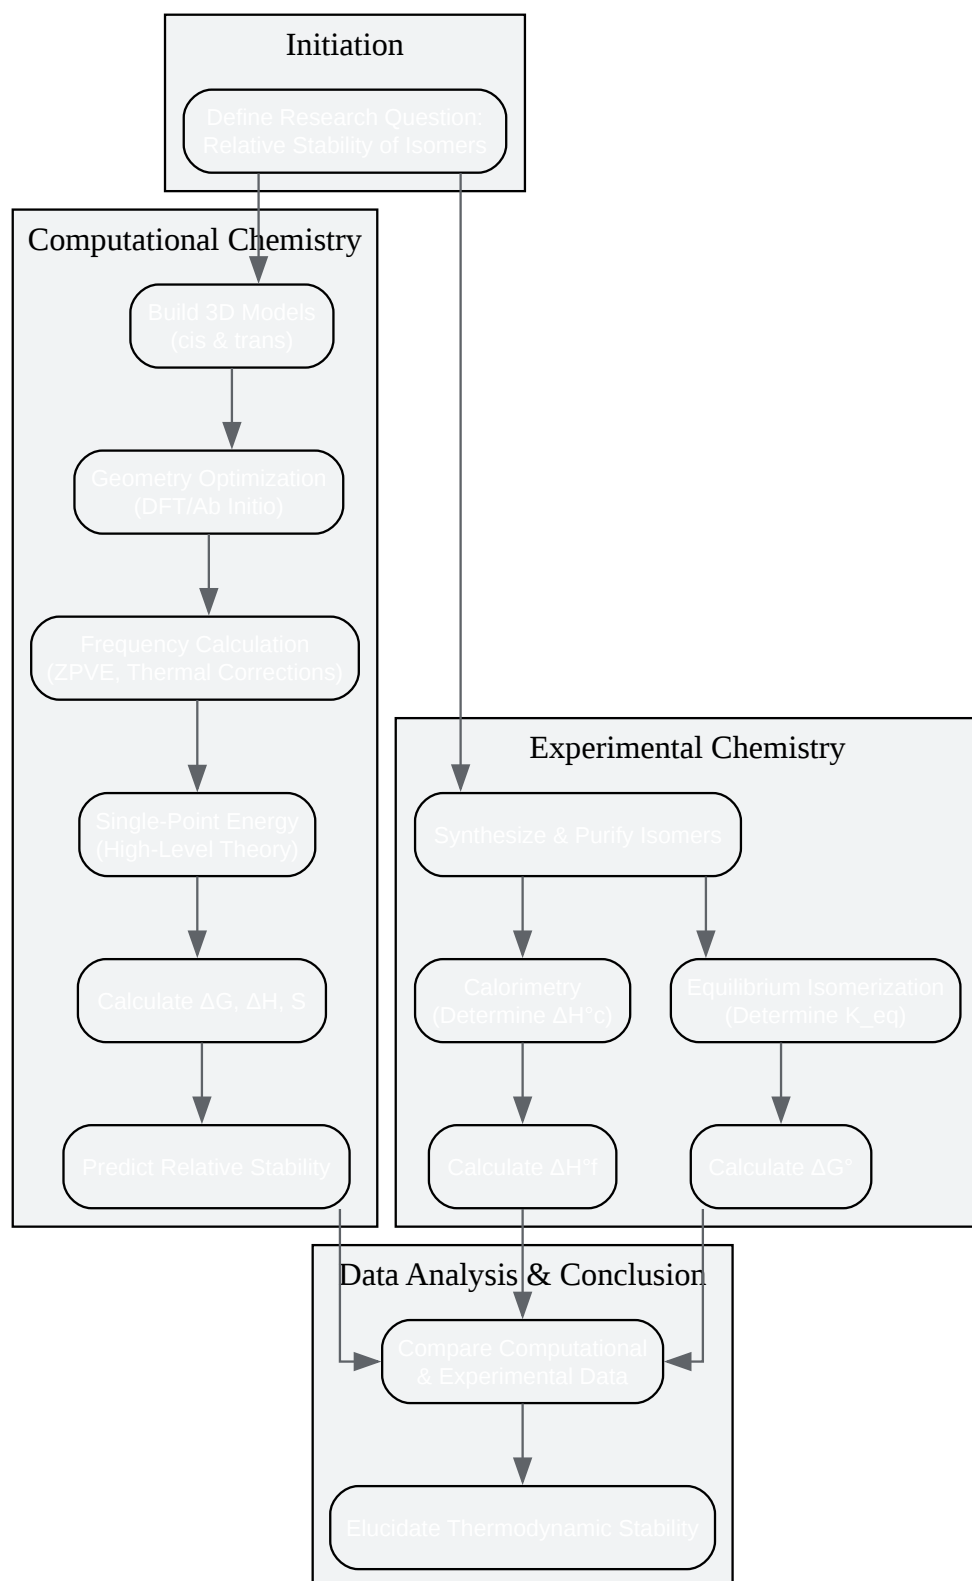 Initiation
Define Research Question:
Relative Stability of Isomers
Computational Chemistry
Build 3D Models
(cis & trans)
Geometry Optimization
(DFT/Ab Initio)
Frequency Calculation
(ZPVE, Thermal Corrections)
Single-Point Energy
(High-Level Theory)
Calculate ΔG, ΔH, S
Predict Relative Stability
Experimental Chemistry
Synthesize & Purify Isomers
Calorimetry
(Determine ΔH°c)
Equilibrium Isomerization
(Determine K_eq)
Calculate ΔH°f
Calculate ΔG°
Data Analysis & Conclusion
Compare Computational
& Experimental Data
Elucidate Thermodynamic Stability